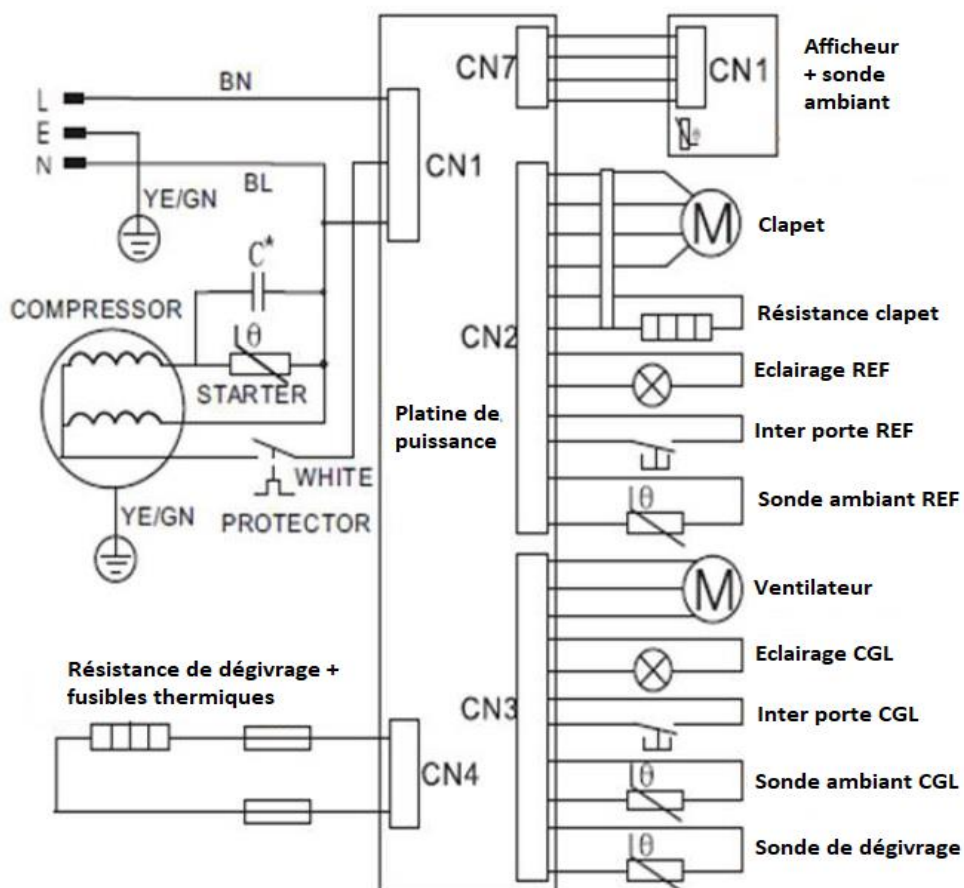 CN7
CN1
Afficheur
+ sonde
ambiant
BN
L
E
N
BL
CN1
YE/GN
M
Clapet
C*
COMPRESSOR
θ
STARTER
CN2
Résistance clapet
Eclairage REF
Platine de
puissance
Inter porte REF
WHITE
PROTECTOR
YE/GN
θ
Sonde ambiant REF
M
Ventilateur
Eclairage CGL
Résistance de dégivrage +
fusibles thermiques
CN3
Inter porte CGL
CN4
θ
Sonde ambiant CGL
θ
Sonde de dégivrage
θ